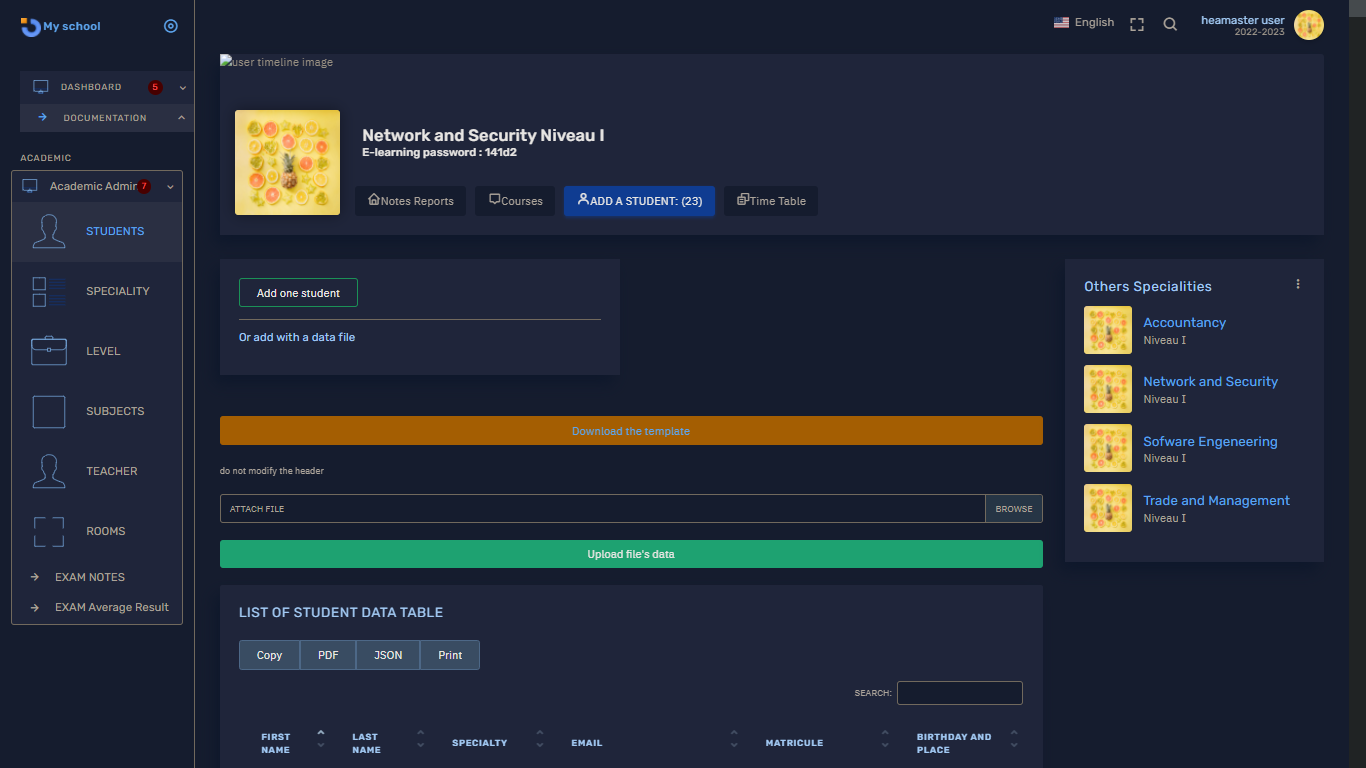 My school
English
heamaster user
2022-2023
DASHBOARD 5
DOCUMENTATION
ACADEMIC
Academic Admin 7
STUDENTS
SPECIALITY
LEVEL
SUBJECTS
TEACHER
ROOMS
EXAM NOTES
EXAM Average Result
user timeline image
Network and Security Niveau I
E-learning password : 141d2
Notes Reports
Courses
ADD A STUDENT: (23)
Time Table
Add one student
Or add with a data file
Download the template
do not modify the header
ATTACH FILE
BROWSE
Upload file's data
LIST OF STUDENT DATA TABLE
Copy
PDF
JSON
Print
SEARCH:
FIRST
NAME
LAST
NAME
SPECIALTY
EMAIL
MATRICULE
BIRTHDAY AND
PLACE
Others Specialities
Accountancy
Niveau I
Network and Security
Niveau I
Sofware Engeneering
Niveau I
Trade and Management
Niveau I